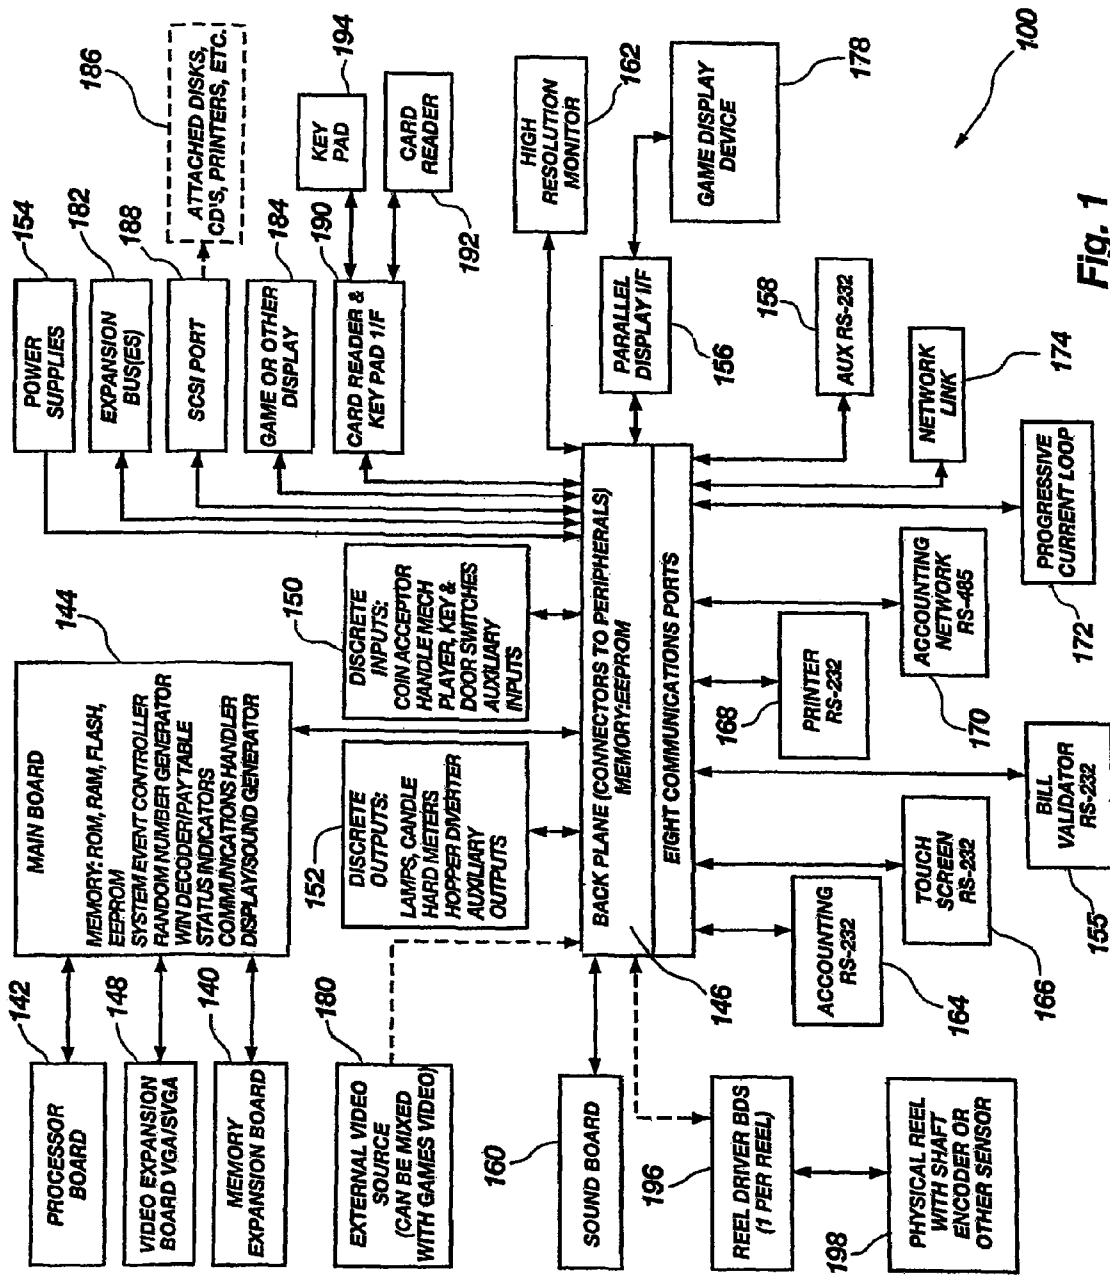 142
PROCESSOR
BOARD
148
VIDEO EXPANSION
BOARD VGA/SVGA
140
MEMORY
EXPANSION BOARD
180
EXTERNAL VIDEO
SOURCE
(CAN BE MIXED
WITH GAMES VIDEO)
160
SOUND BOARD
196
REEL DRIVER BDS
(1 PER REEL)
198
PHYSICAL REEL
WITH SHAFT
ENCODER OR
OTHER SENSOR
144
MAIN BOARD
MEMORY: ROM, RAM, FLASH,
EEPROM
SYSTEM EVENT CONTROLLER
RANDOM NUMBER GENERATOR
WIN DECODER/PAY TABLE
STATUS INDICATORS
COMMUNICATIONS HANDLER
DISPLAY/SOUND GENERATOR
152
DISCRETE
OUTPUTS:
LAMPS, CANDLE
HARD METERS
HOPPER DIVERTER
AUXILIARY
OUTPUTS
150
DISCRETE
INPUTS:
COIN ACCEPTOR
HANDLE MECH
PLAYER, KEY &
DOOR SWITCHES
AUXILIARY
INPUTS
BACK PLANE (CONNECTORS TO PERIPHERALS)
MEMORY:EEPROM
EIGHT COMMUNICATIONS PORTS
146
ACCOUNTING
RS-232
164
TOUCH
SCREEN
RS-232
166
BILL
VALIDATOR
RS-232
155
PRINTER
RS-232
168
ACCOUNTING
NETWORK
RS-485
170
PROGRESSIVE
CURRENT LOOP
172
NETWORK
LINK
174
AUX RS-232
158
PARALLEL
DISPLAY I/F
156
GAME DISPLAY
DEVICE
178
HIGH
RESOLUTION
MONITOR
162
POWER
SUPPLIES
154
EXPANSION
BUS(ES)
182
SCSI PORT
188
ATTACHED DISKS,
CD'S, PRINTERS, ETC.
186
GAME OR OTHER
DISPLAY
184
CARD READER &
KEY PAD 1/F
190
KEY
PAD
194
CARD
READER
192
100
Fig. 1